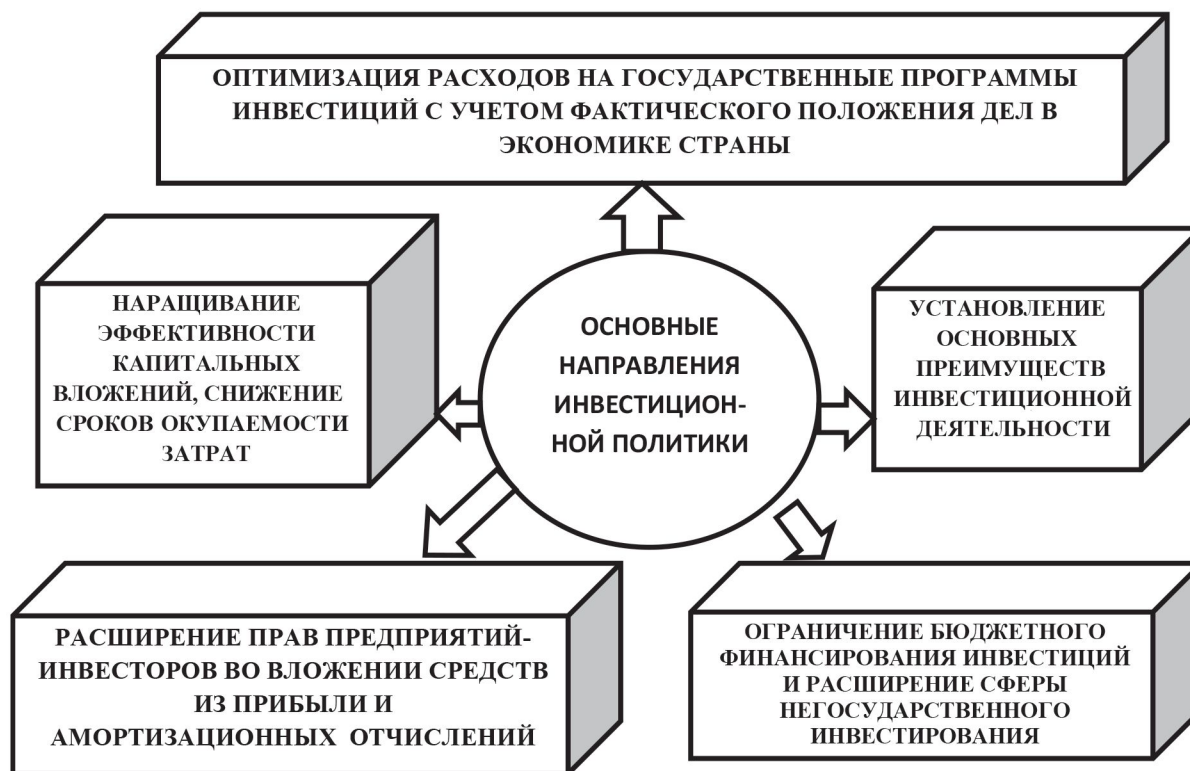 ОПТИМИЗАЦИЯ РАСХОДОВ НА ГОСУДАРСТВЕННЫЕ ПРОГРАММЫ
ИНВЕСТИЦИЙ С УЧЕТОМ ФАКТИЧЕСКОГО ПОЛОЖЕНИЯ ДЕЛ В
ЭКОНОМИКЕ СТРАНЫ
НАРАЩИВАНИЕ
ЭФФЕКТИВНОСТИ
КАПИТАЛЬНЫХ
ВЛОЖЕНИЙ, СНИЖЕНИЕ
СРОКОВ ОКУПАЕМОСТИ
ЗАТРАТ
ОСНОВНЫЕ
НАПРАВЛЕНИЯ
ИНВЕСТИЦИОН-
НОЙ ПОЛИТИКИ
УСТАНОВЛЕНИЕ
ОСНОВНЫХ
ПРЕИМУЩЕСТВ
ИНВЕСТИЦИОННОЙ
ДЕЯТЕЛЬНОСТИ
РАСШИРЕНИЕ ПРАВ ПРЕДПРИЯТИЙ-
ИНВЕСТОРОВ ВО ВЛОЖЕНИИ СРЕДСТВ
ИЗ ПРИБЫЛИ И
АМОРТИЗАЦИОННЫХ ОТЧИСЛЕНИЙ
ОГРАНИЧЕНИЕ БЮДЖЕТНОГО
ФИНАНСИРОВАНИЯ ИНВЕСТИЦИЙ
И РАСШИРЕНИЕ СФЕРЫ
НЕГОСУДАРСТВЕННОГО
ИНВЕСТИРОВАНИЯ